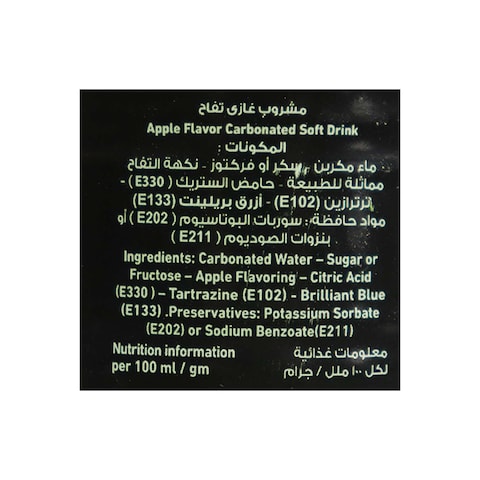 مشروب غازى تفاح
Apple Flavor Carbonated Soft Drink
المكونات :
ماء مكربن - سكر أو فركتوز - نكهة التفاح
مماثلة للطبيعة - حامض الستريك ( E330 ) -
ترترازين (E102) - أزرق بريلينت (E133)
مواد حافظة : سوربات البوتاسيوم ( E202 ) أو
بنزوات الصوديوم ( E211 )
Ingredients: Carbonated Water – Sugar or
Fructose – Apple Flavoring – Citric Acid
(E330 ) – Tartrazine (E102) - Brilliant Blue
(E133) .Preservatives: Potassium Sorbate
(E202) or Sodium Benzoate(E211)
Nutrition information معلومات غذائية
per 100 ml / gm لكل ١٠٠ ملل / جرام